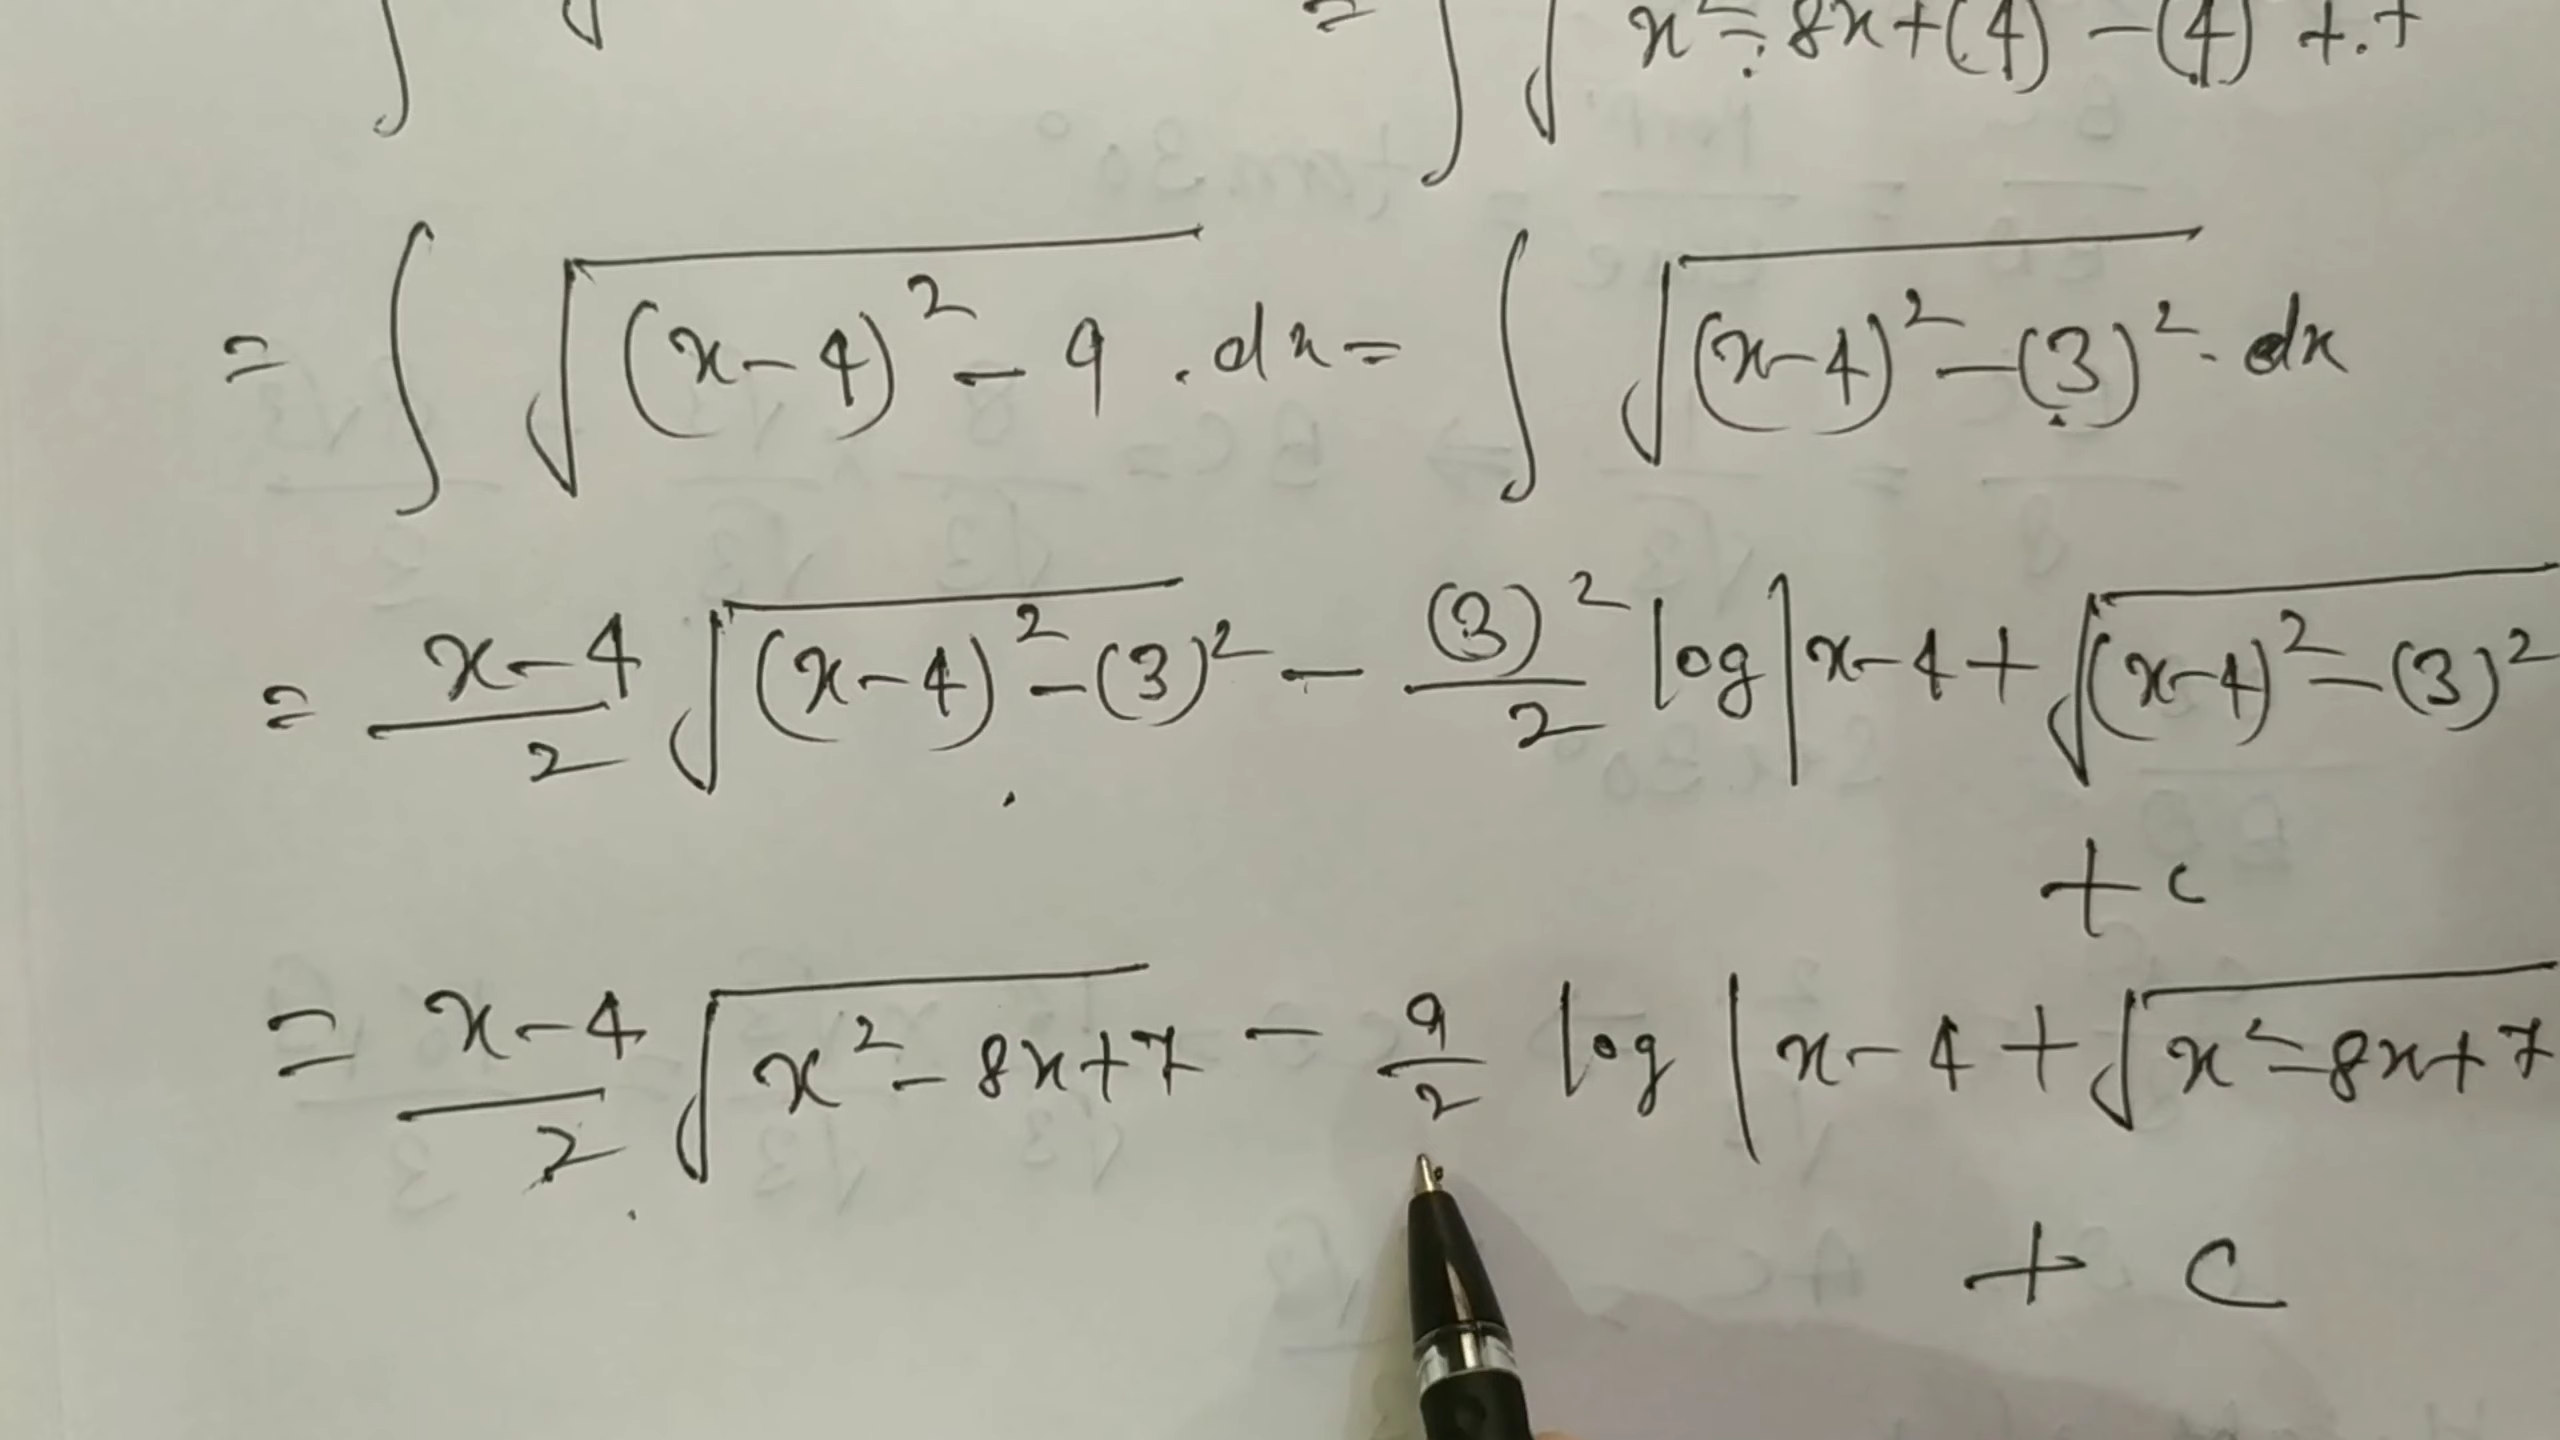 ∫ √ = ∫ √ x² - 8x + (4)² - (4)² + 7
= ∫ √((x-4)² - 9) . dx = ∫ √((x-4)² - (3)²) . dx
= (x-4)/2 √((x-4)² - (3)²) - (3)²/2 log | x-4 + √((x-4)² - (3)²)
+ c
= (x-4)/2 √(x² - 8x + 7) - 9/2 log | x-4 + √(x² - 8x + 7)
+ c